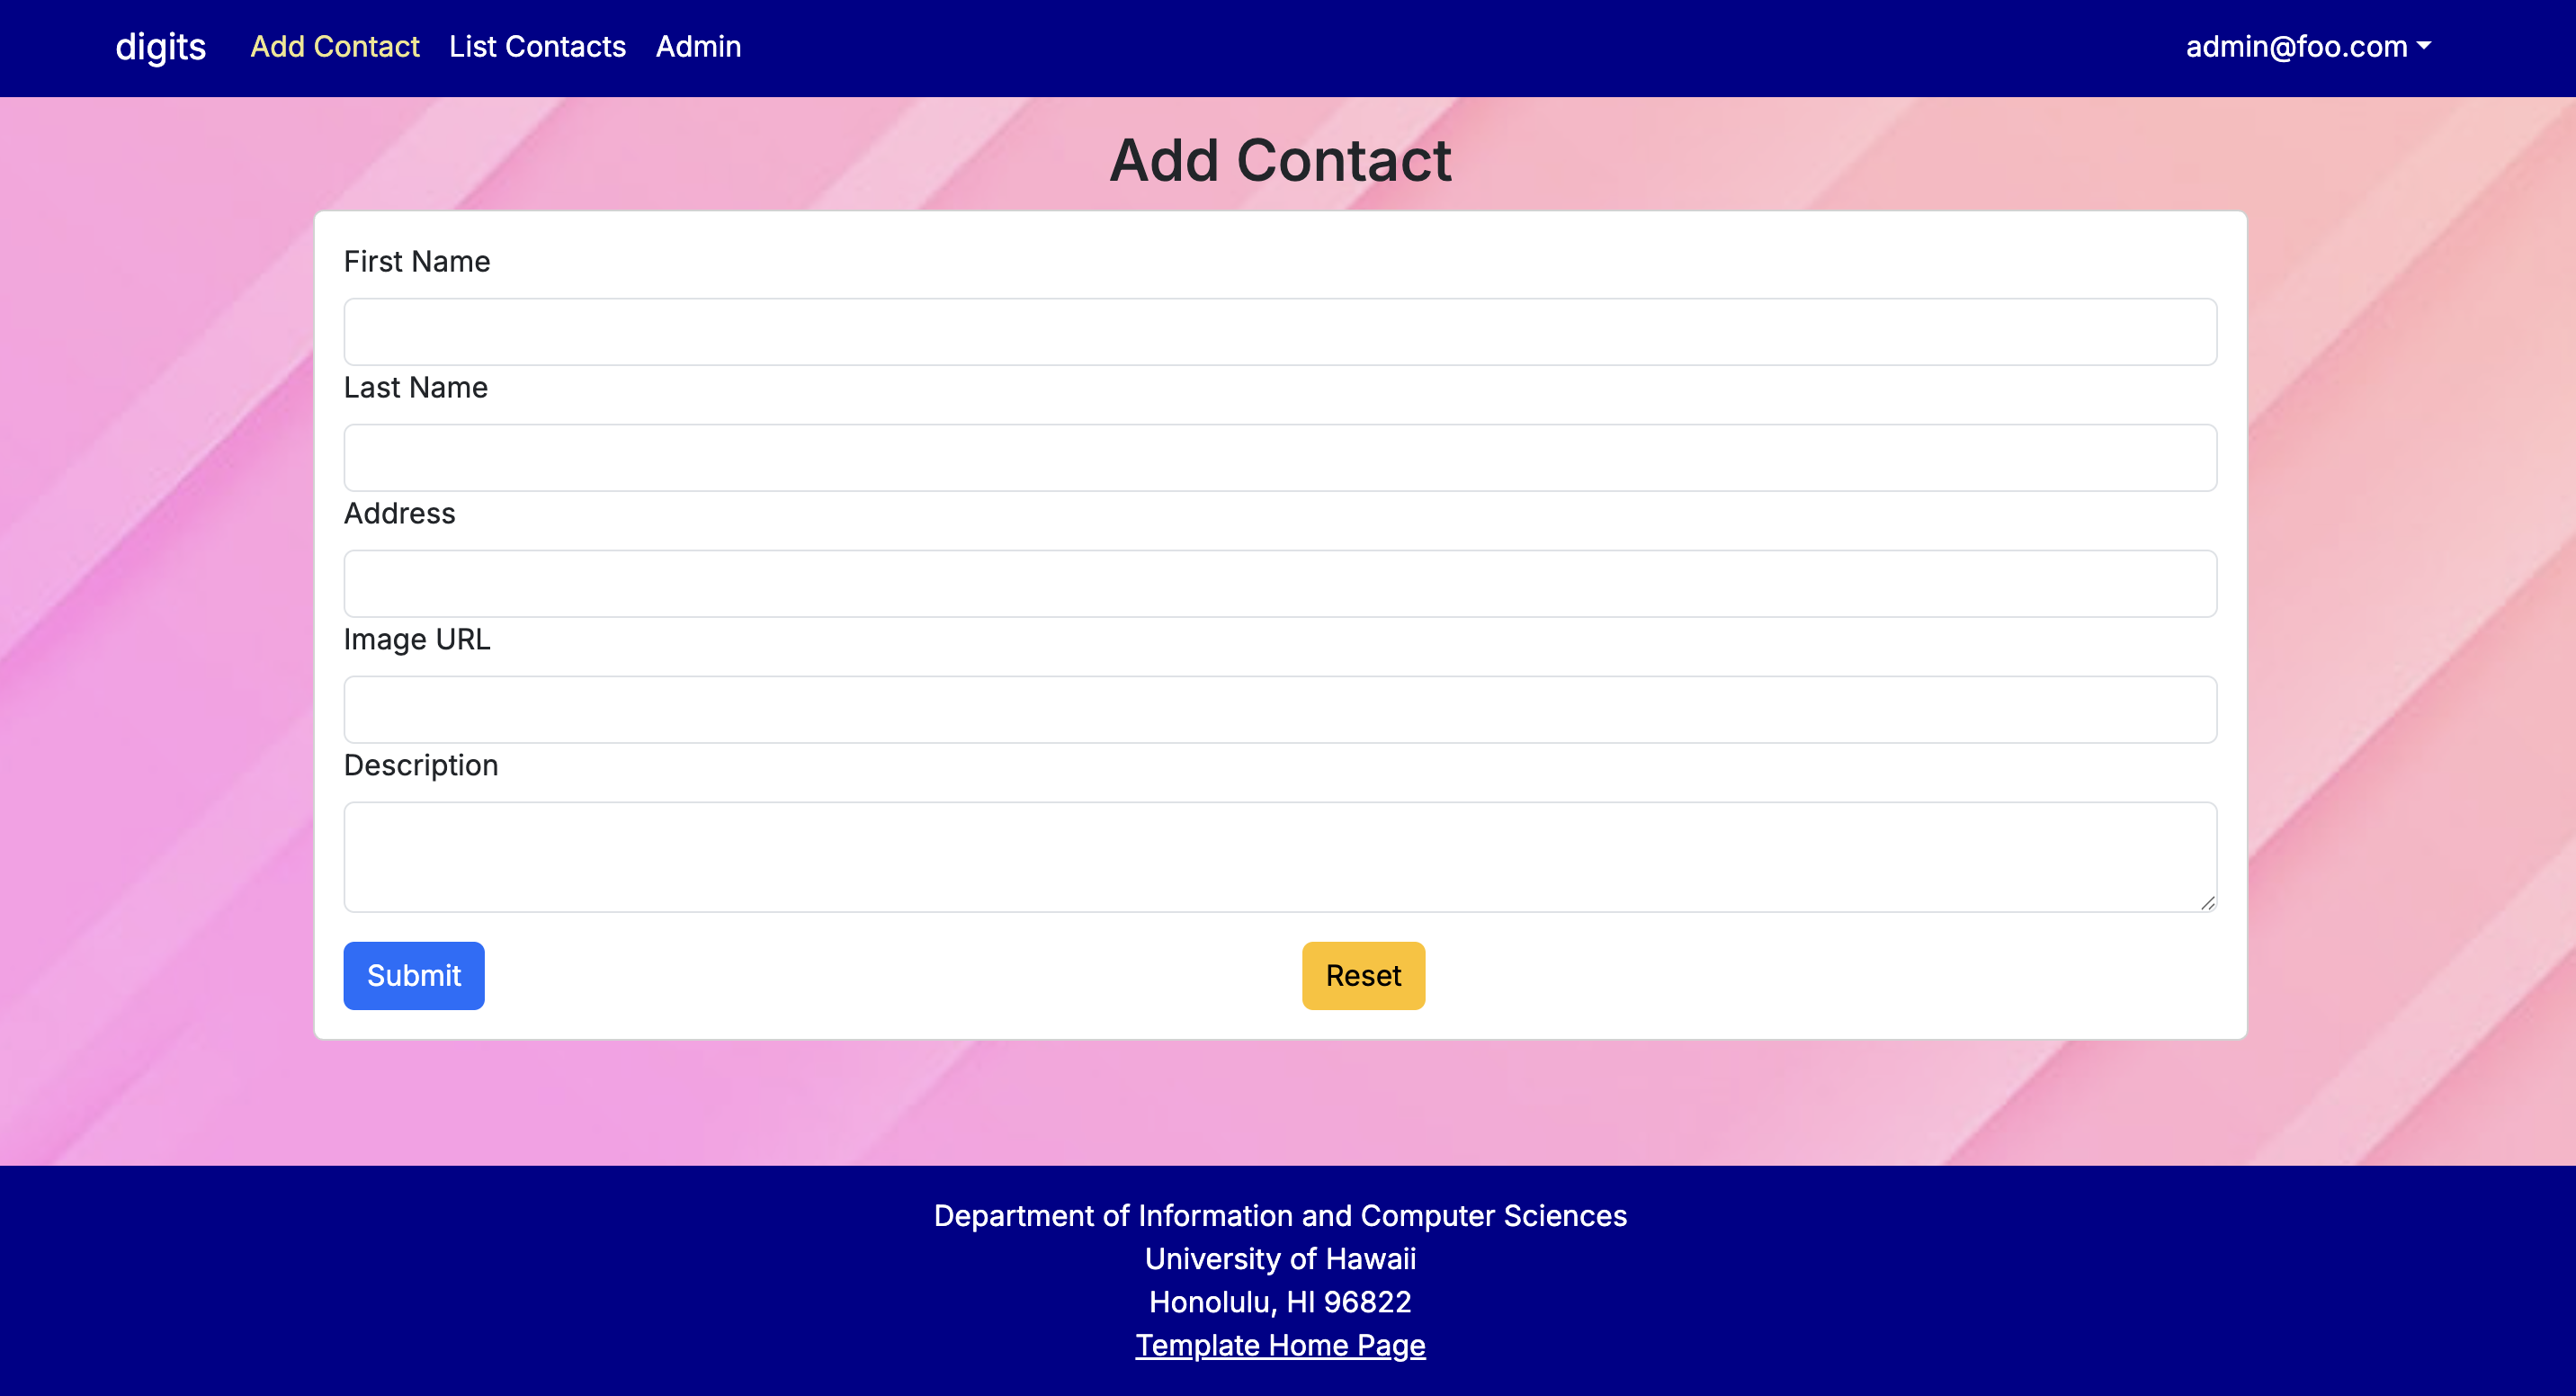 digits Add Contact List Contacts Admin admin@foo.com
Add Contact
First Name
Last Name
Address
Image URL
Description
Submit Reset
Department of Information and Computer Sciences
University of Hawaii
Honolulu, HI 96822
Template Home Page